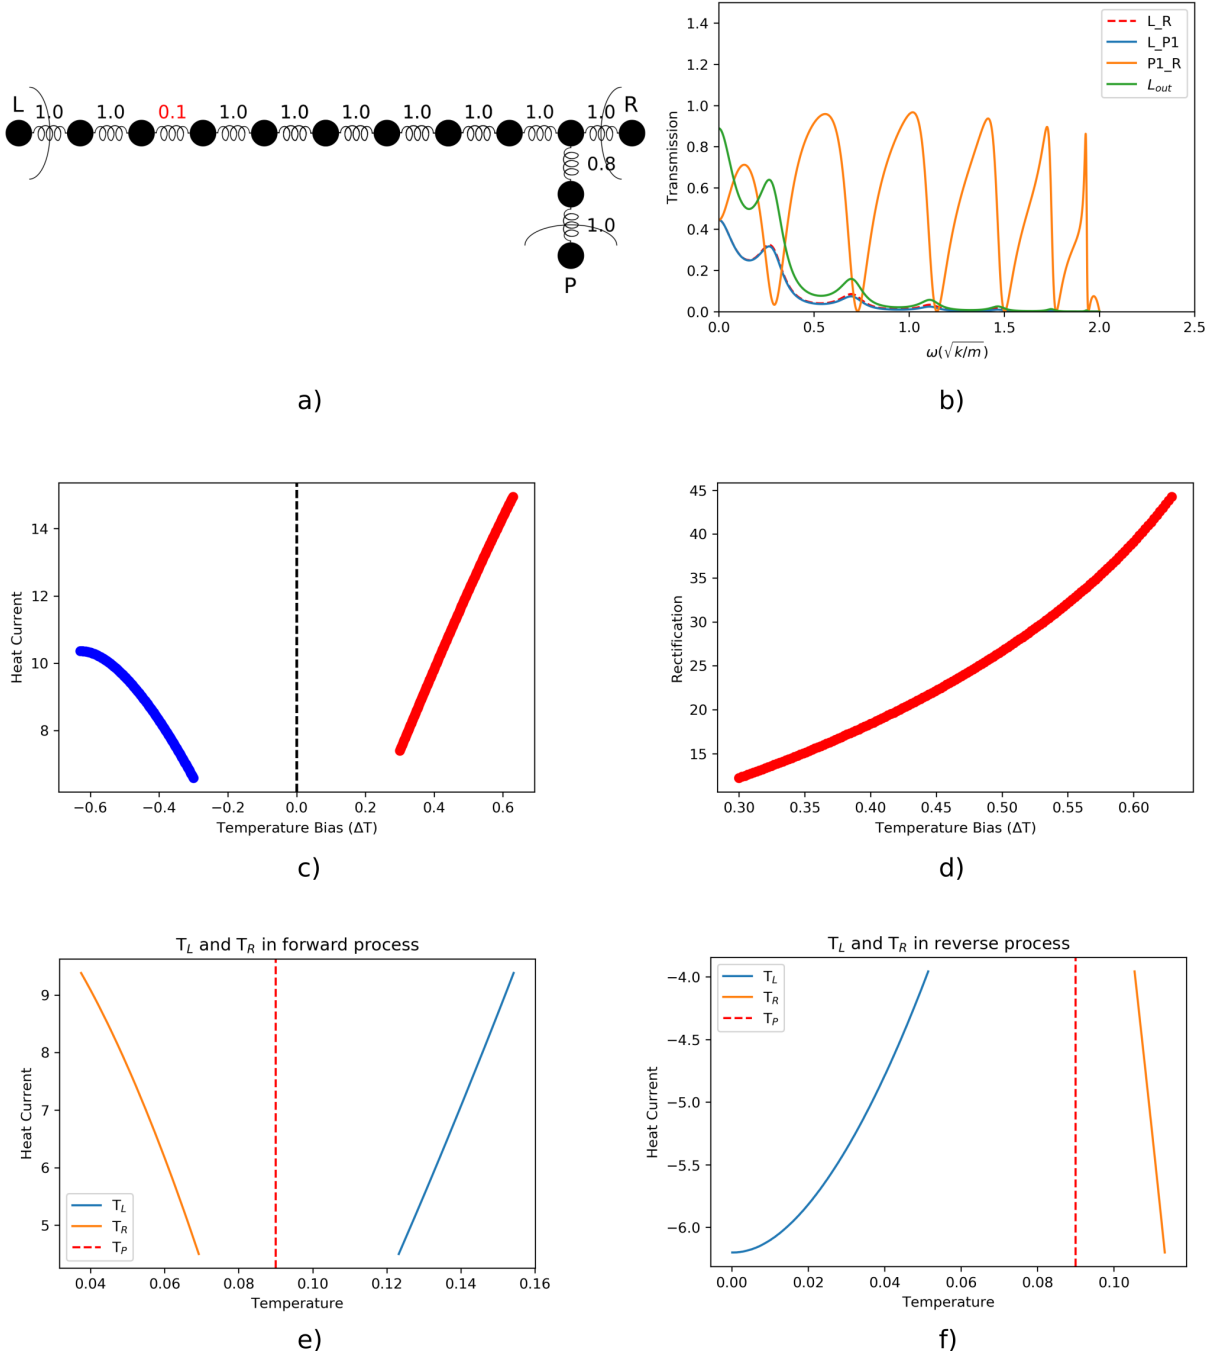 L R
1.0 1.0 0.1 1.0 1.0 1.0 1.0 1.0 1.0 1.0
0.8
1.0
P
a)
Transmission
1.4
1.2
1.0
0.8
0.6
0.4
0.2
0.0
0.0 0.5 1.0 1.5 2.0 2.5
ω(√k/m)
L_R
L_P1
P1_R
L_out
b)
Heat Current
14
12
10
8
−0.6 −0.4 −0.2 0.0 0.2 0.4 0.6
Temperature Bias (ΔT)
c)
Rectification
45
40
35
30
25
20
15
0.30 0.35 0.40 0.45 0.50 0.55 0.60
Temperature Bias (ΔT)
d)
T_L and T_R in forward process
Heat Current
9
8
7
6
5
T_L
T_R
T_P
0.04 0.06 0.08 0.10 0.12 0.14 0.16
Temperature
e)
T_L and T_R in reverse process
Heat Current
−4.0
−4.5
−5.0
−5.5
−6.0
T_L
T_R
T_P
0.00 0.02 0.04 0.06 0.08 0.10
Temperature
f)